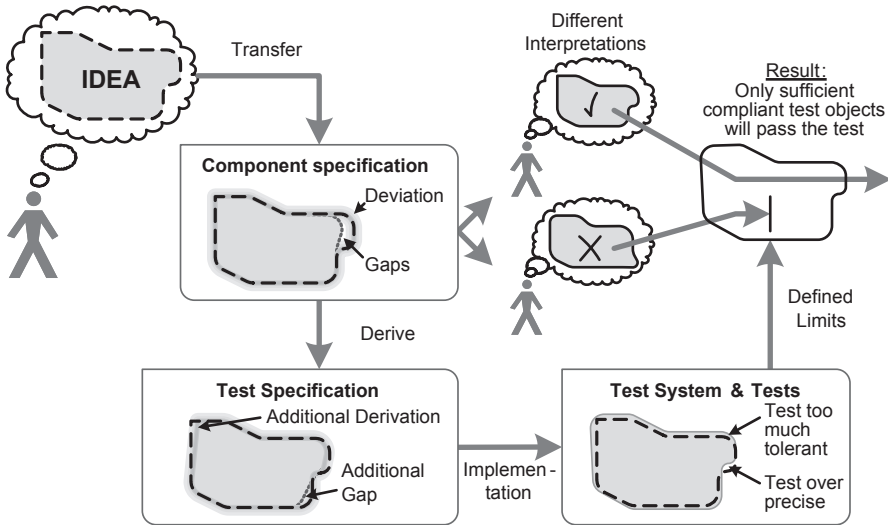 IDEA
Transfer
Different
Interpretations
Result:
Only sufficient
compliant test objects
will pass the test
Component specification
Deviation
Gaps
Derive
Defined
Limits
Test Specification
Additional Derivation
Additional
Gap
Implemen -
tation
Test System & Tests
Test too
much
tolerant
Test over
precise